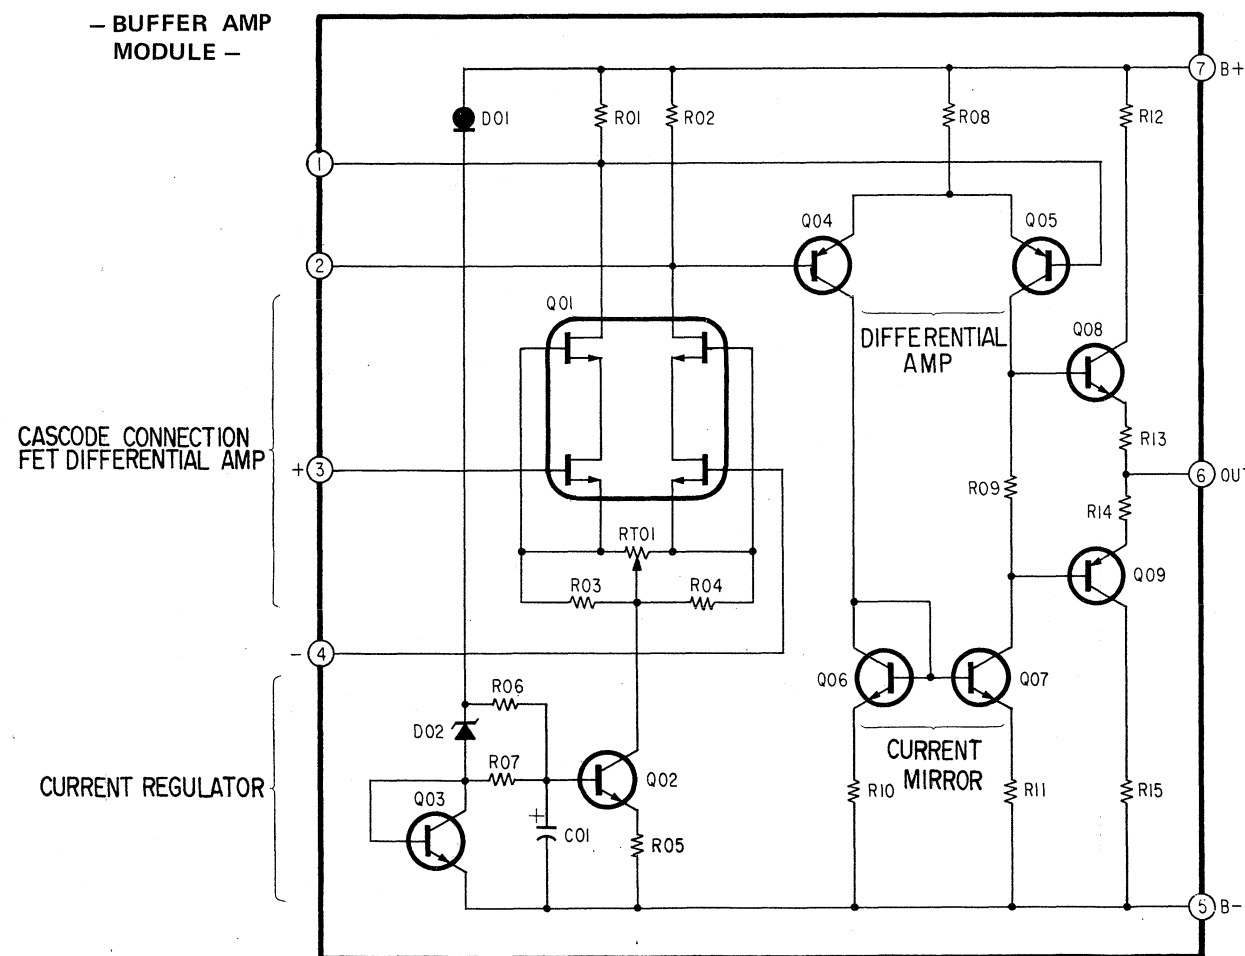 — BUFFER AMP
MODULE —
7 B+
D01
R01
R02
R08
R12
1
Q04
Q05
2
Q01
DIFFERENTIAL
AMP
Q08
CASCODE CONNECTION
FET DIFFERENTIAL AMP
+ 3
R13
6 OUT
R09
R14
RT01
Q09
R03
R04
- 4
Q06
Q07
R06
D02
CURRENT
MIRROR
R07
Q02
CURRENT REGULATOR
Q03
R10
R11
R15
+
C01
R05
5 B-